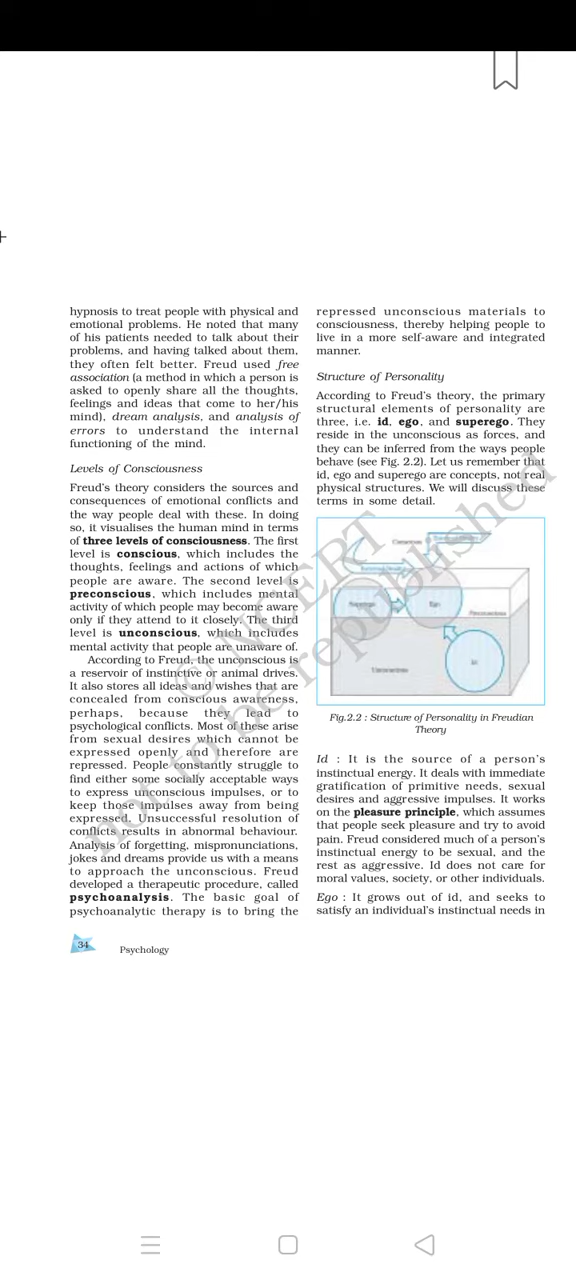 hypnosis to treat people with physical and
emotional problems. He noted that many
of his patients needed to talk about their
problems, and having talked about them,
they often felt better. Freud used free
association (a method in which a person is
asked to openly share all the thoughts,
feelings and ideas that come to her/his
mind), dream analysis, and analysis of
errors to understand the internal
functioning of the mind.
Levels of Consciousness
Freud's theory considers the sources and
consequences of emotional conflicts and
the way people deal with these. In doing
so, it visualises the human mind in terms
of three levels of consciousness. The first
level is conscious, which includes the
thoughts, feelings and actions of which
people are aware. The second level is
preconscious, which includes mental
activity of which people may become aware
only if they attend to it closely. The third
level is unconscious, which includes
mental activity that people are unaware of.
According to Freud, the unconscious is
a reservoir of instinctive or animal drives.
It also stores all ideas and wishes that are
concealed from conscious awareness,
perhaps, because they lead to
psychological conflicts. Most of these arise
from sexual desires which cannot be
expressed openly and therefore are
repressed. People constantly struggle to
find either some socially acceptable ways
to express unconscious impulses, or to
keep those impulses away from being
expressed. Unsuccessful resolution of
conflicts results in abnormal behaviour.
Analysis of forgetting, mispronunciations,
jokes and dreams provide us with a means
to approach the unconscious. Freud
developed a therapeutic procedure, called
psychoanalysis. The basic goal of
psychoanalytic therapy is to bring the
repressed unconscious materials to
consciousness, thereby helping people to
live in a more self-aware and integrated
manner.
Structure of Personality
According to Freud's theory, the primary
structural elements of personality are
three, i.e. id, ego, and superego. They
reside in the unconscious as forces, and
they can be inferred from the ways people
behave (see Fig. 2.2). Let us remember that
id, ego and superego are concepts, not real
physical structures. We will discuss these
terms in some detail.
Conscious
Superego
Ego
Preconscious
Unconscious
Id
Fig.2.2 : Structure of Personality in Freudian
Theory
Id : It is the source of a person's
instinctual energy. It deals with immediate
gratification of primitive needs, sexual
desires and aggressive impulses. It works
on the pleasure principle, which assumes
that people seek pleasure and try to avoid
pain. Freud considered much of a person's
instinctual energy to be sexual, and the
rest as aggressive. Id does not care for
moral values, society, or other individuals.
Ego : It grows out of id, and seeks to
satisfy an individual's instinctual needs in
34
Psychology
© NCERT
not to be republished